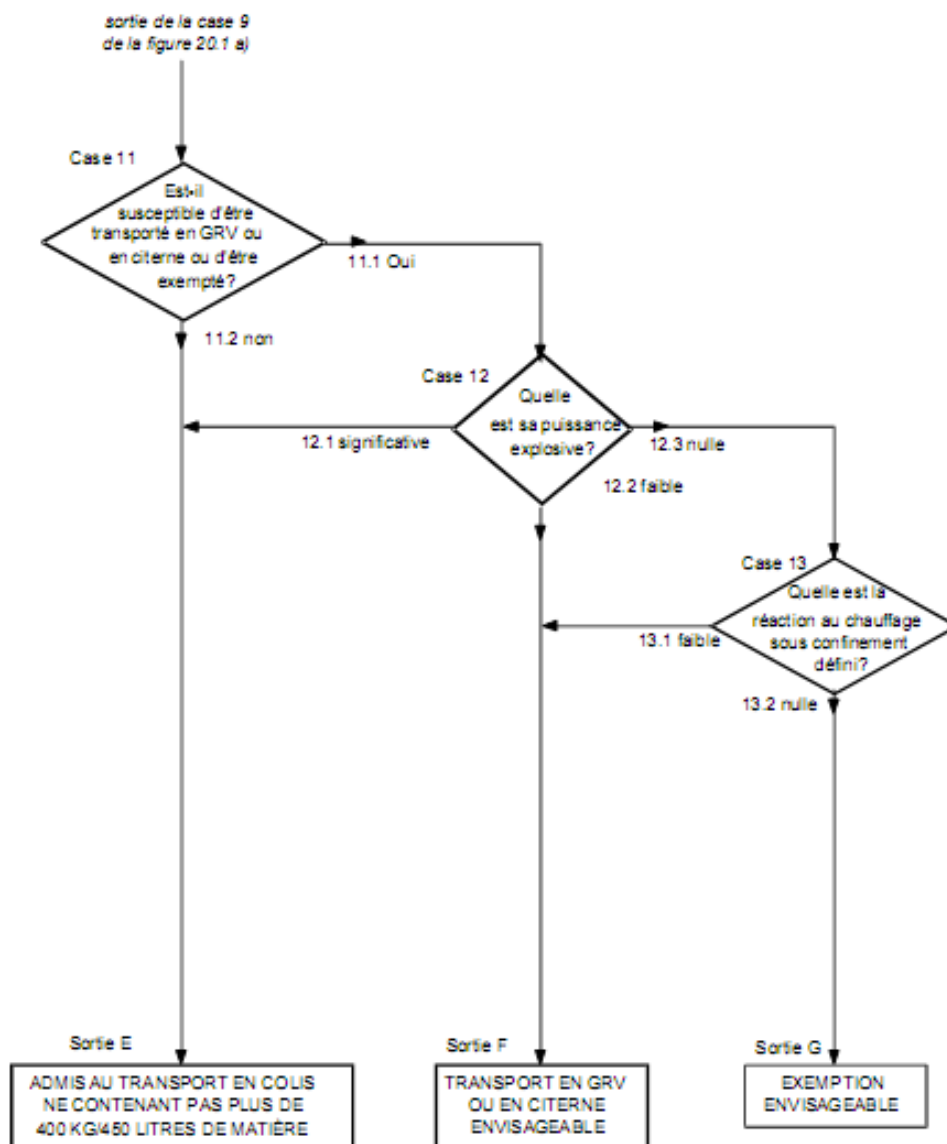 sortie de la case 9
de la figure 20.1 a)
Case 11
Est-il
susceptible d'être
transporté en GRV ou
en citerne ou d'être
exempté?
11.1 Oui
11.2 non
Case 12
Quelle
est sa puissance
explosive?
12.1 significative
12.3 nulle
12.2 faible
Case 13
Quelle est la
réaction au chauffage
sous confinement
défini?
13.1 faible
13.2 nulle
Sortie E
ADMIS AU TRANSPORT EN COLIS
NE CONTENANT PAS PLUS DE
400 KG/450 LITRES DE MATIÈRE
Sortie F
TRANSPORT EN GRV
OU EN CITERNE
ENVISAGEABLE
Sortie G
EXEMPTION
ENVISAGEABLE